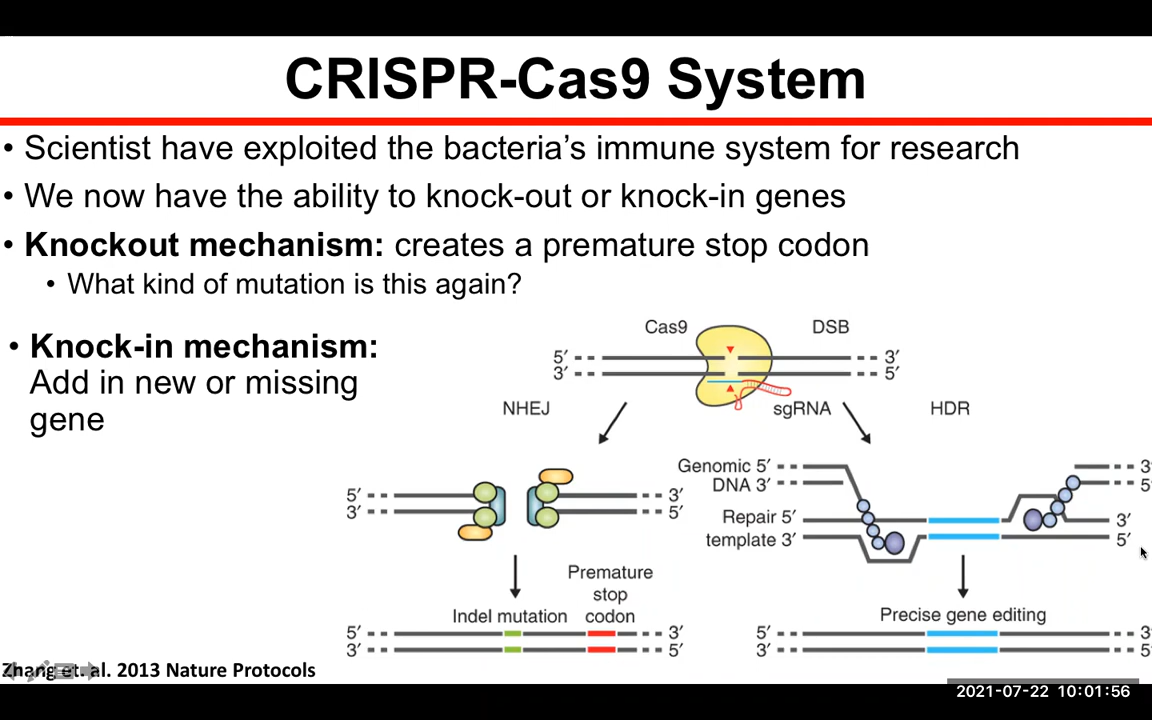 CRISPR-Cas9 System
• Scientist have exploited the bacteria’s immune system for research
• We now have the ability to knock-out or knock-in genes
• Knockout mechanism: creates a premature stop codon
• What kind of mutation is this again?
• Knock-in mechanism:
Add in new or missing
gene
Cas9 DSB
5′ 3′
3′ 5′
NHEJ sgRNA HDR
Genomic 5′ 3′
DNA 3′ 5′
5′ 3′
3′ 5′
Repair 5′ 3′
template 3′ 5′
Premature
stop
Indel mutation codon
Precise gene editing
5′ 3′
3′ 5′
5′ 3′
3′ 5′
Zhang et. al. 2013 Nature Protocols
2021-07-22 10:01:56